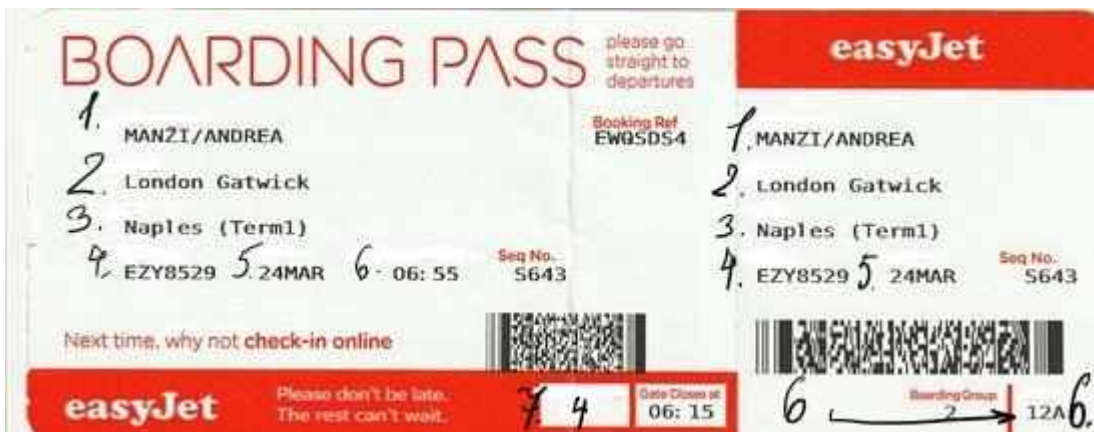 BOARDING PASS
please go
straight to
departures
easyJet
1.
MANZI/ANDREA
Booking Ref
EWQSDS4
1. MANZI/ANDREA
2. London Gatwick
2. London Gatwick
3. Naples (Term1)
3. Naples (Term1)
4. EZY8529 5. 24MAR 6. 06: 55
Seq No.
5643
4. EZY8529 5. 24MAR
Seq No.
5643
Next time, why not check-in online
easyJet
Please don't be late.
The rest can't wait.
7. 4
Gate Closes at
06: 15
6
Boarding Group
2
12A 6.